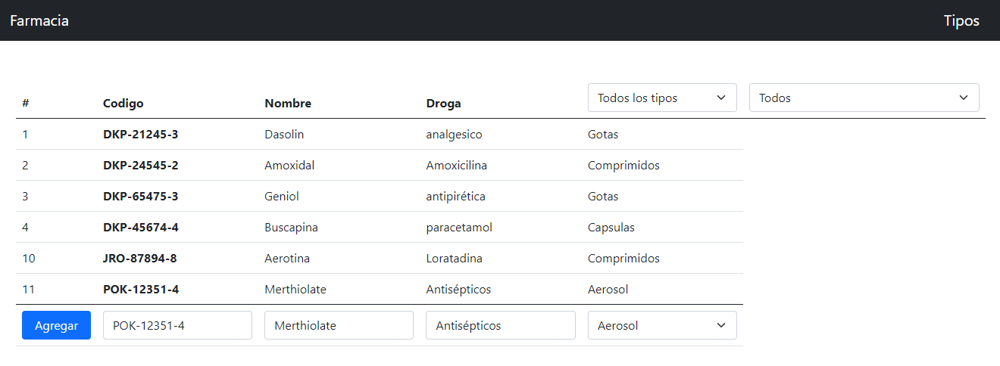 Farmacia Tipos
# Codigo Nombre Droga Todos los tipos Todos
1 DKP-21245-3 Dasolin analgesico Gotas
2 DKP-24545-2 Amoxidal Amoxicilina Comprimidos
3 DKP-65475-3 Geniol antipirética Gotas
4 DKP-45674-4 Buscapina paracetamol Capsulas
10 JRO-87894-8 Aerotina Loratadina Comprimidos
11 POK-12351-4 Merthiolate Antisépticos Aerosol
Agregar POK-12351-4 Merthiolate Antisépticos Aerosol